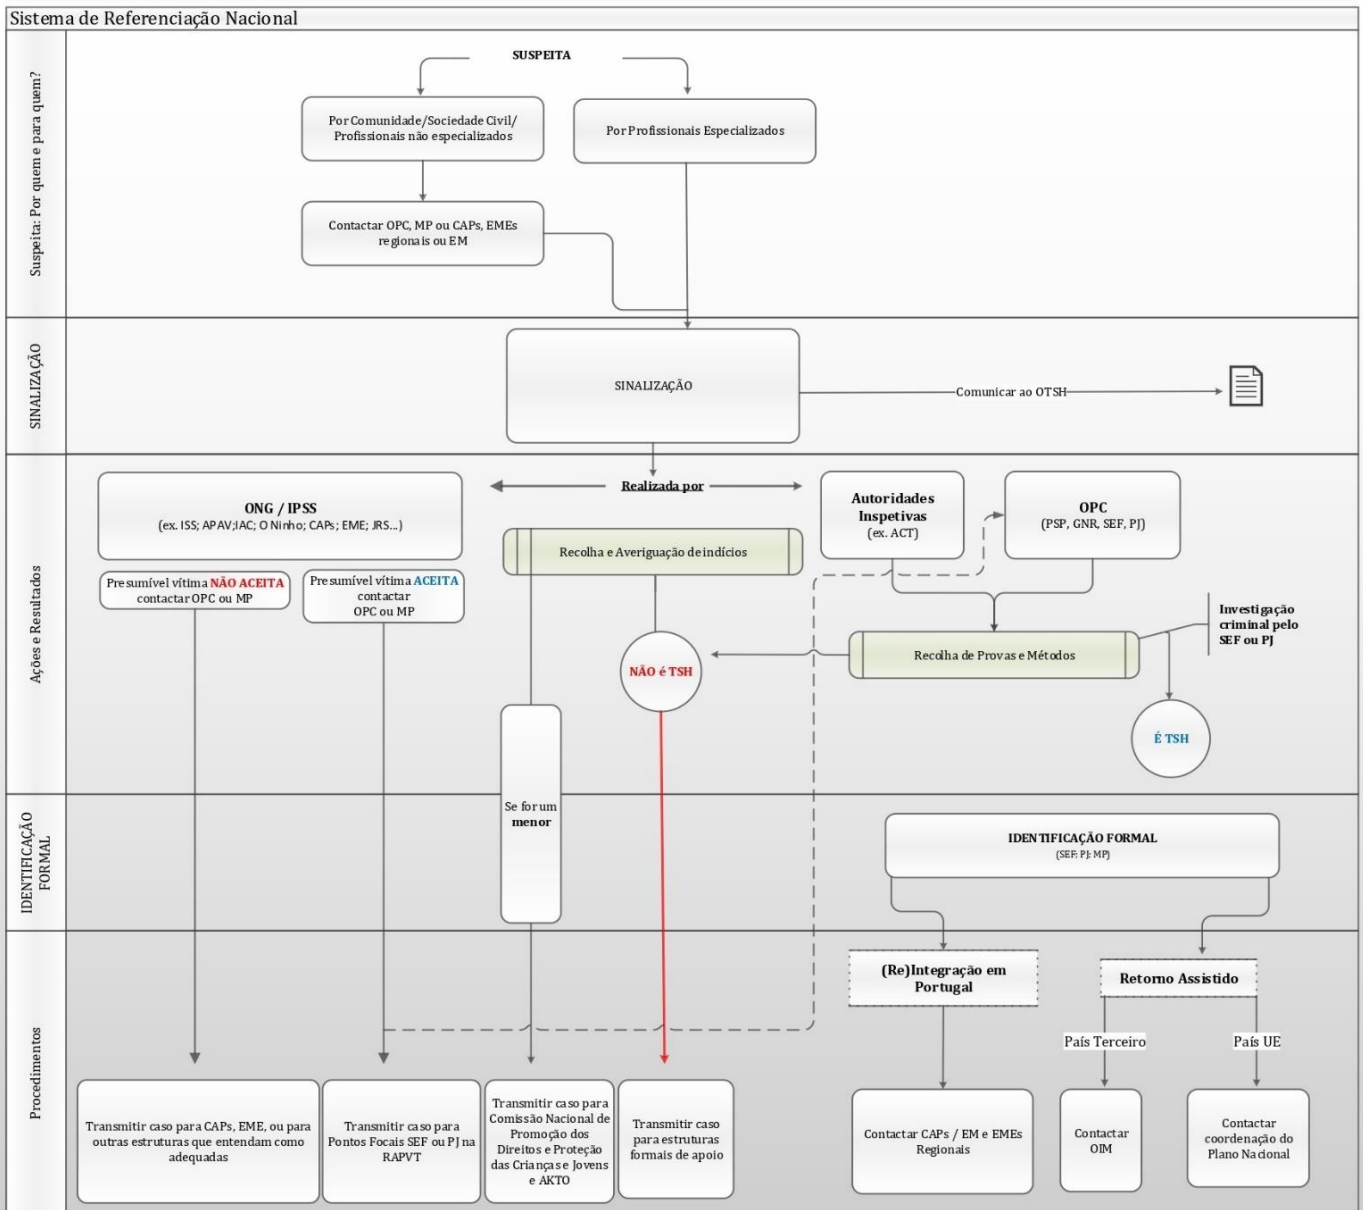 Sistema de Referenciação Nacional
Suspeita: Por quem e para quem?
SUSPEITA
Por Comunidade/Sociedade Civil/
Profissionais não especializados
Por Profissionais Especializados
Contactar OPC, MP ou CAPs, EMEs
regionais ou EM
SINALIZAÇÃO
SINALIZAÇÃO
Comunicar ao OTSH
Ações e Resultados
ONG / IPSS
(ex. ISS; APAV;IAC; O Ninho; CAPs; EME; JRS...)
Realizada por
Autoridades
Inspetivas
(ex. ACT)
OPC
(PSP, GNR, SEF, PJ)
Recolha e Averiguação de indícios
Presumível vítima NÃO ACEITA
contactar OPC ou MP
Presumível vítima ACEITA
contactar
OPC ou MP
Investigação
criminal pelo
SEF ou PJ
Recolha de Provas e Métodos
NÃO é TSH
É TSH
Se for um
menor
IDENTIFICAÇÃO
FORMAL
IDENTIFICAÇÃO FORMAL
(SEF; PJ; MP)
Procedimentos
(Re)Integração em
Portugal
Retorno Assistido
País Terceiro
País UE
Transmitir caso para CAPs, EME, ou para
outras estruturas que entendam como
adequadas
Transmitir caso para
Pontos Focais SEF ou PJ na
RAPVT
Transmitir caso para
Comissão Nacional de
Promoção dos
Direitos e Proteção
das Crianças e Jovens
e AKTO
Transmitir caso
para estruturas
formais de apoio
Contactar CAPs / EM e EMEs
Regionais
Contactar
OIM
Contactar
coordenação do
Plano Nacional